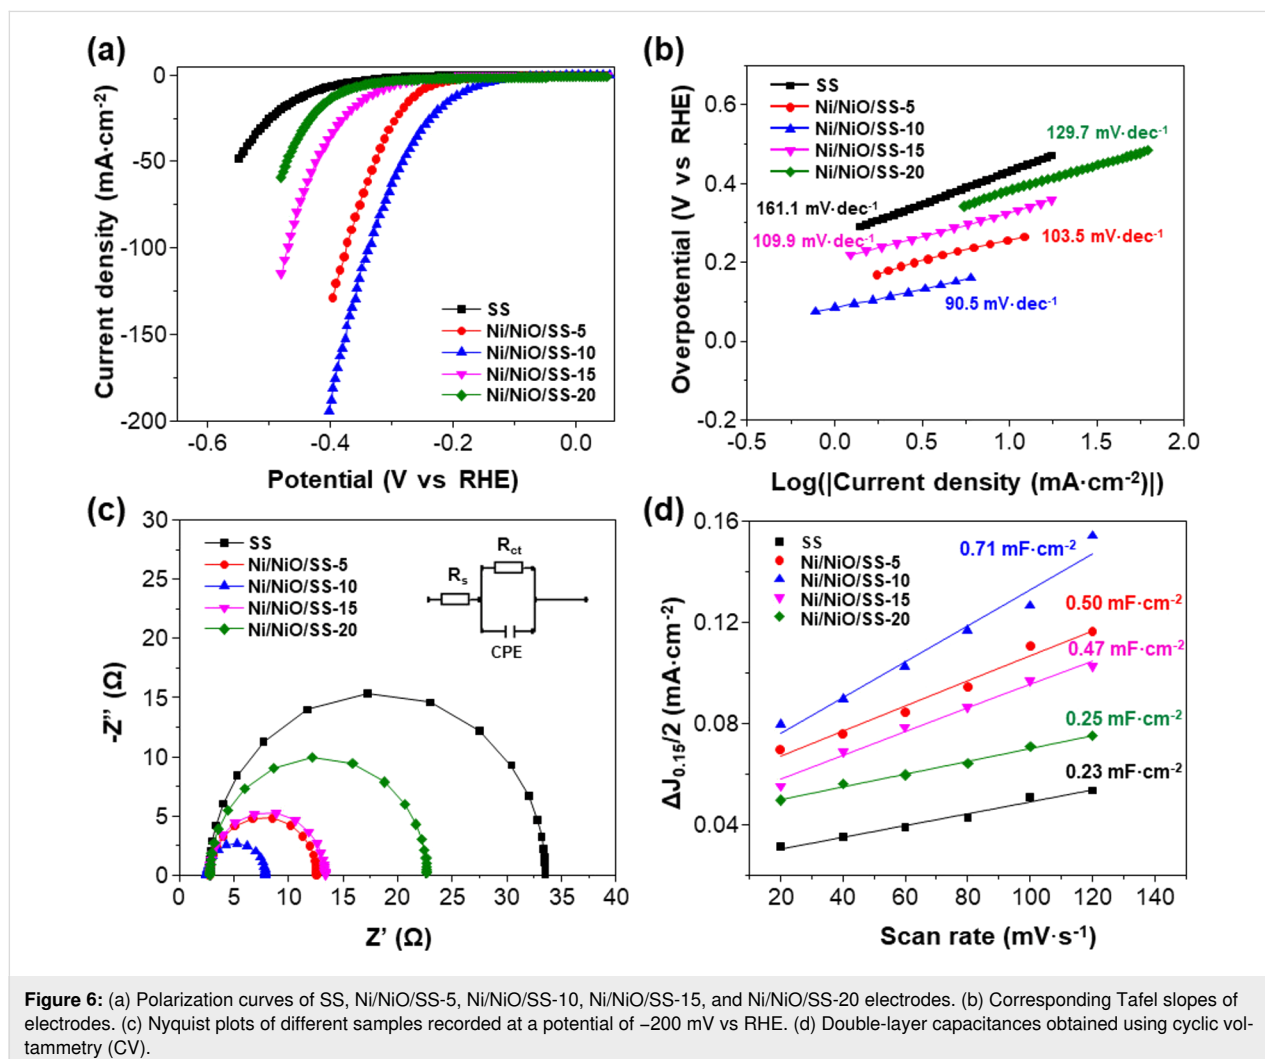 (a)
0
-50
-100
-150
-200
Current density (mA·cm-2)
SS
Ni/NiO/SS-5
Ni/NiO/SS-10
Ni/NiO/SS-15
Ni/NiO/SS-20
-0.6 -0.4 -0.2 0.0
Potential (V vs RHE)
(b)
0.6
0.4
0.2
0.0
-0.2
Overpotential (V vs RHE)
SS
Ni/NiO/SS-5
Ni/NiO/SS-10
Ni/NiO/SS-15
Ni/NiO/SS-20
129.7 mV·dec-1
161.1 mV·dec-1
109.9 mV·dec-1
103.5 mV·dec-1
90.5 mV·dec-1
-0.5 0.0 0.5 1.0 1.5 2.0
Log(|Current density (mA·cm-2)|)
(c)
30
25
20
15
10
5
0
-Z'' (Ω)
SS
Ni/NiO/SS-5
Ni/NiO/SS-10
Ni/NiO/SS-15
Ni/NiO/SS-20
Rct
Rs
CPE
0 5 10 15 20 25 30 35 40
Z' (Ω)
(d)
0.16
0.12
0.08
0.04
ΔJ0.15/2 (mA·cm-2)
SS
Ni/NiO/SS-5
Ni/NiO/SS-10
Ni/NiO/SS-15
Ni/NiO/SS-20
0.71 mF·cm-2
0.50 mF·cm-2
0.47 mF·cm-2
0.25 mF·cm-2
0.23 mF·cm-2
20 40 60 80 100 120 140
Scan rate (mV·s-1)
Figure 6: (a) Polarization curves of SS, Ni/NiO/SS-5, Ni/NiO/SS-10, Ni/NiO/SS-15, and Ni/NiO/SS-20 electrodes. (b) Corresponding Tafel slopes of
electrodes. (c) Nyquist plots of different samples recorded at a potential of −200 mV vs RHE. (d) Double-layer capacitances obtained using cyclic vol-
tammetry (CV).